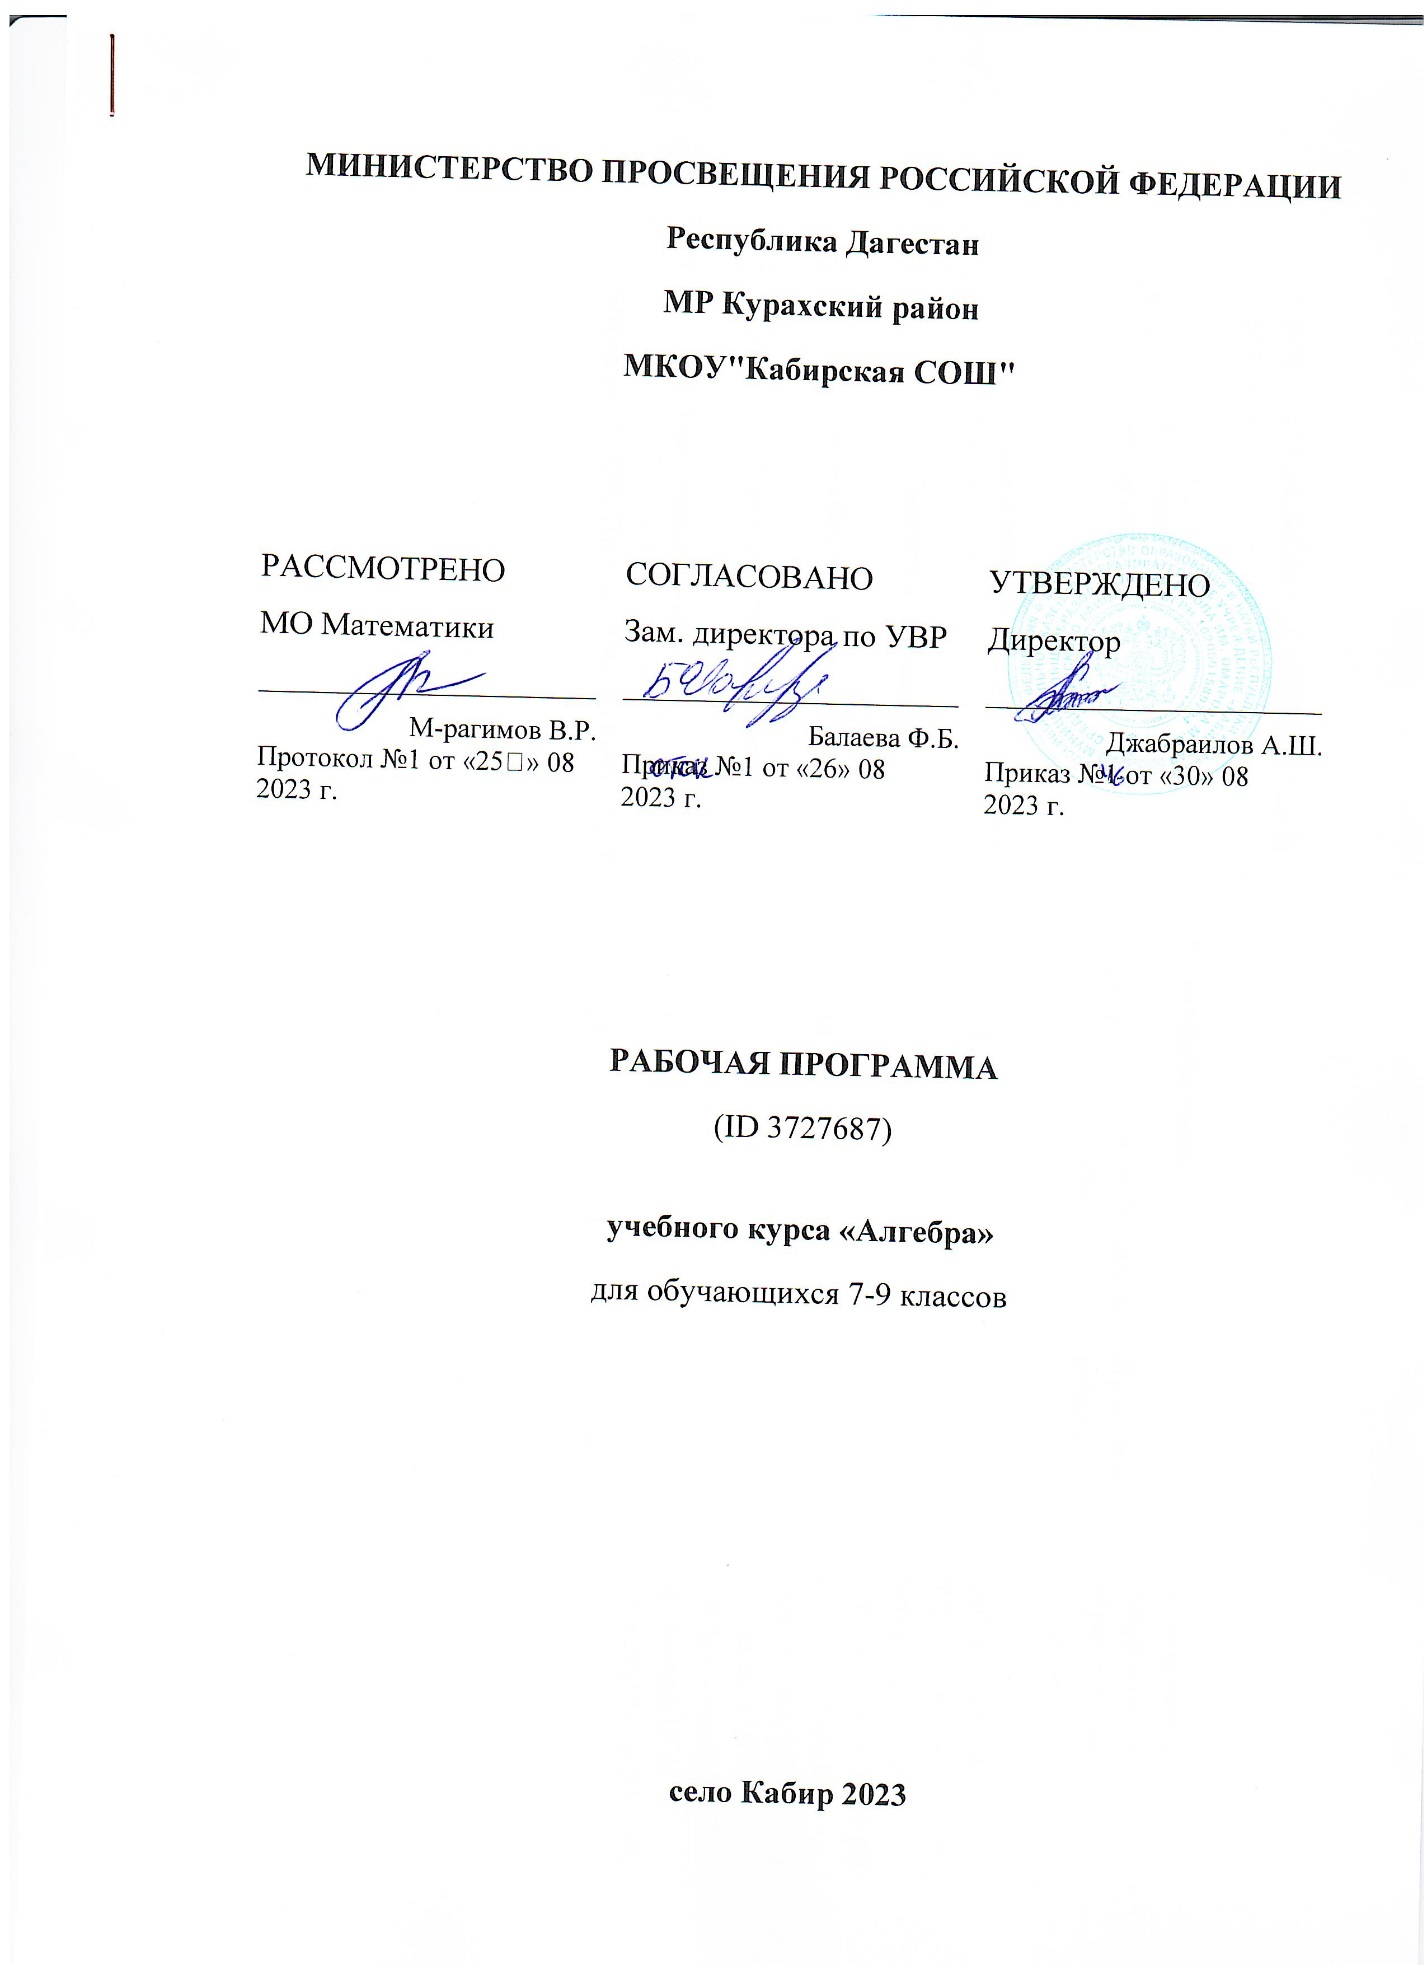 МИНИСТЕРСТВО ПРОСВЕЩЕНИЯ РОССИЙСКОЙ ФЕДЕРАЦИИ
Республика Дагестан
МР Курахский район
МКОУ"Кабирская СОШ"
РАССМОТРЕНО
МО Математики
М-рагимов В.Р.
Протокол №1 от «25□» 08
2023 г.
СОГЛАСОВАНО
Зам. директора по УВР
Балаева Ф.Б.
Приказ №1 от «26» 08
2023 г.
УТВЕРЖДЕНО
Директор
Джабраилов А.Ш.
Приказ №1 от «30» 08
2023 г.
РАБОЧАЯ ПРОГРАММА
(ID 3727687)
учебного курса «Алгебра»
для обучающихся 7-9 классов
село Кабир 2023